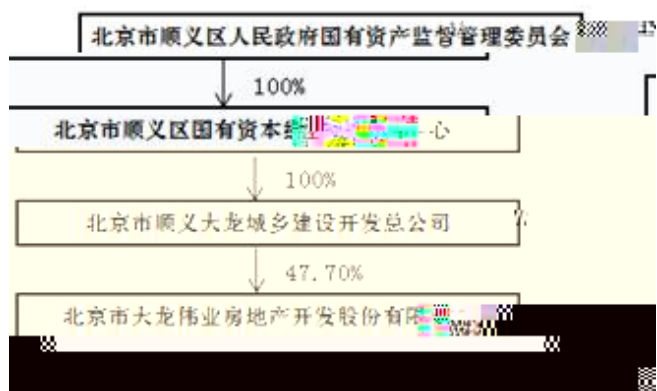 北京市顺义区人民政府国有资产监督管理委员会
100%
北京市顺义区国有资本 心
100%
北京市顺义大龙城乡建设开发总公司
47.70%
北京市大龙伟业房地产开发股份有